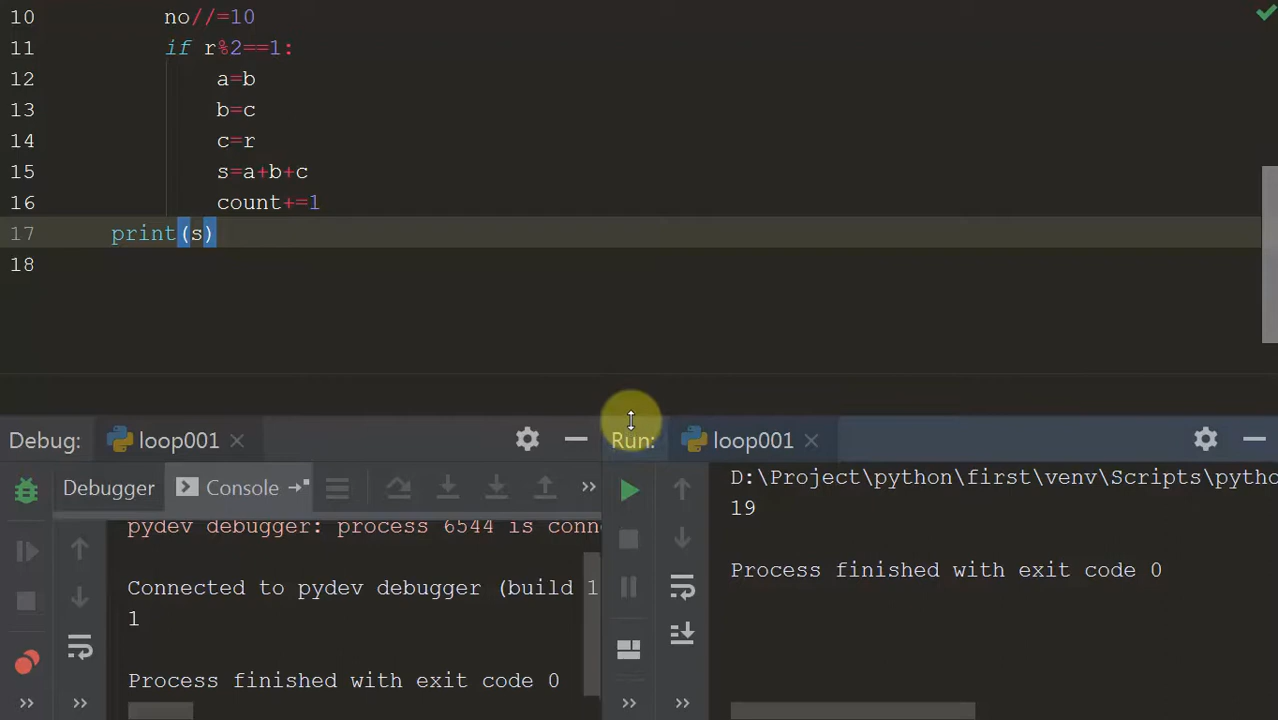 10 no//=10
11 if r%2==1:
12 a=b
13 b=c
14 c=r
15 s=a+b+c
16 count+=1
17 print(s)
18
Debug: loop001
Debugger Console
pydev debugger: process 6544 is conn
Connected to pydev debugger (build 1
1
Process finished with exit code 0
Run: loop001
D:\Project\python\first\venv\Scripts\pytho
19
Process finished with exit code 0